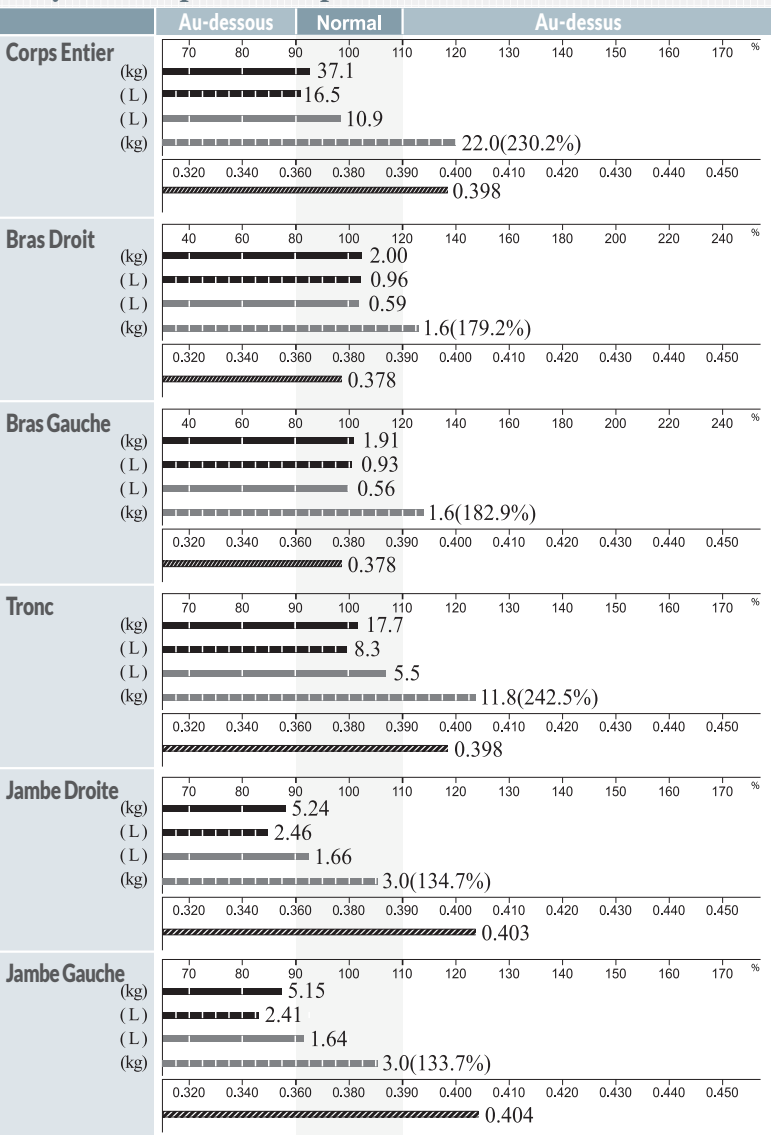 Au-dessous Normal Au-dessus
Corps Entier 70 80 90 100 110 120 130 140 150 160 170 %
(kg) 37.1
(L) 16.5
(L) 10.9
(kg) 22.0(230.2%)
0.320 0.340 0.360 0.380 0.390 0.400 0.410 0.420 0.430 0.440 0.450
0.398
Bras Droit 40 60 80 100 120 140 160 180 200 220 240 %
(kg) 2.00
(L) 0.96
(L) 0.59
(kg) 1.6(179.2%)
0.320 0.340 0.360 0.380 0.390 0.400 0.410 0.420 0.430 0.440 0.450
0.378
Bras Gauche 40 60 80 100 120 140 160 180 200 220 240 %
(kg) 1.91
(L) 0.93
(L) 0.56
(kg) 1.6(182.9%)
0.320 0.340 0.360 0.380 0.390 0.400 0.410 0.420 0.430 0.440 0.450
0.378
Tronc 70 80 90 100 110 120 130 140 150 160 170 %
(kg) 17.7
(L) 8.3
(L) 5.5
(kg) 11.8(242.5%)
0.320 0.340 0.360 0.380 0.390 0.400 0.410 0.420 0.430 0.440 0.450
0.398
Jambe Droite 70 80 90 100 110 120 130 140 150 160 170 %
(kg) 5.24
(L) 2.46
(L) 1.66
(kg) 3.0(134.7%)
0.320 0.340 0.360 0.380 0.390 0.400 0.410 0.420 0.430 0.440 0.450
0.403
Jambe Gauche 70 80 90 100 110 120 130 140 150 160 170 %
(kg) 5.15
(L) 2.41
(L) 1.64
(kg) 3.0(133.7%)
0.320 0.340 0.360 0.380 0.390 0.400 0.410 0.420 0.430 0.440 0.450
0.404